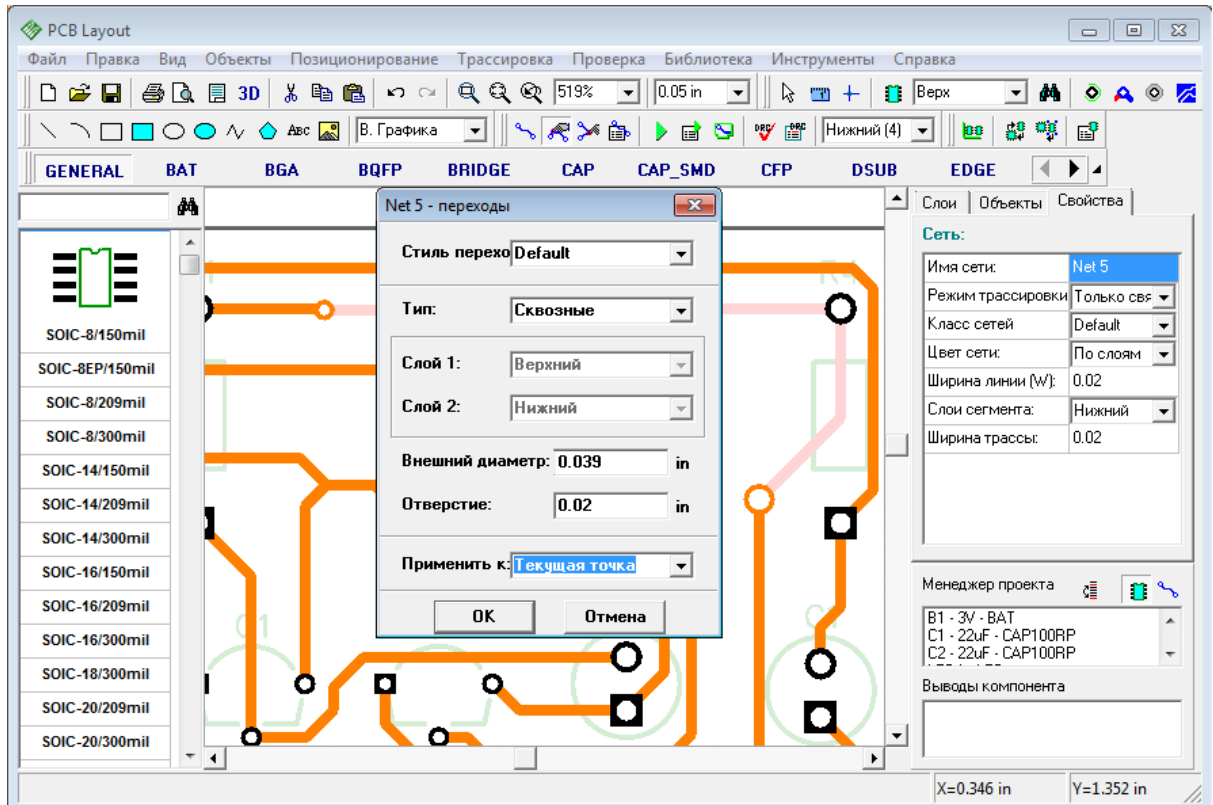 PCB Layout
Файл Правка Вид Объекты Позиционирование Трассировка Проверка Библиотека Инструменты Справка
3D 519% 0.05 in Верх
ABC В. Графика DRC DRC Нижний (4)
GENERAL BAT BGA BQFP BRIDGE CAP CAP_SMD CFP DSUB EDGE
SOIC-8/150mil
SOIC-8EP/150mil
SOIC-8/209mil
SOIC-8/300mil
SOIC-14/150mil
SOIC-14/209mil
SOIC-14/300mil
SOIC-16/150mil
SOIC-16/209mil
SOIC-16/300mil
SOIC-18/300mil
SOIC-20/209mil
SOIC-20/300mil
R4
C1
Net 5 - переходы
Стиль перехо Default
Тип: Сквозные
Слой 1: Верхний
Слой 2: Нижний
Внешний диаметр: 0.039 in
Отверстие: 0.02 in
Применить к: Текущая точка
OK Отмена
Слои Объекты Свойства
Сеть:
Имя сети: Net 5
Режим трассировки Только свя
Класс сетей Default
Цвет сети: По слоям
Ширина линии (W): 0.02
Слои сегмента: Нижний
Ширина трассы: 0.02
Менеджер проекта
B1 - 3V - BAT
C1 - 22uF - CAP100RP
C2 - 22uF - CAP100RP
Выводы компонента
X=0.346 in Y=1.352 in